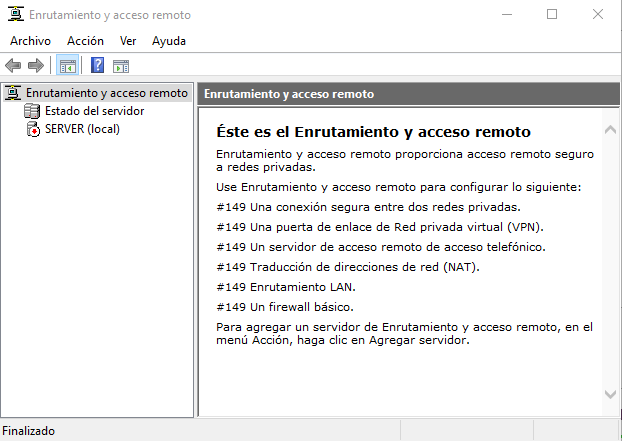 Enrutamiento y acceso remoto
Archivo Acción Ver Ayuda
Enrutamiento y acceso remoto
Estado del servidor
SERVER (local)
Enrutamiento y acceso remoto
Éste es el Enrutamiento y acceso remoto
Enrutamiento y acceso remoto proporciona acceso remoto seguro
a redes privadas.
Use Enrutamiento y acceso remoto para configurar lo siguiente:
#149 Una conexión segura entre dos redes privadas.
#149 Una puerta de enlace de Red privada virtual (VPN).
#149 Un servidor de acceso remoto de acceso telefónico.
#149 Traducción de direcciones de red (NAT).
#149 Enrutamiento LAN.
#149 Un firewall básico.
Para agregar un servidor de Enrutamiento y acceso remoto, en el
menú Acción, haga clic en Agregar servidor.
Finalizado